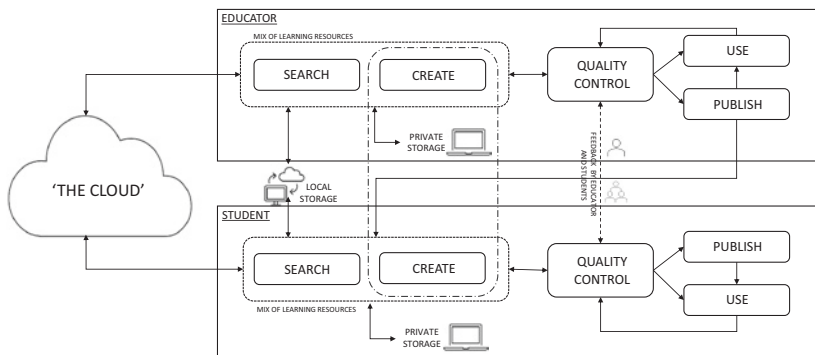 EDUCATOR
MIX OF LEARNING RESOURCES
SEARCH
CREATE
QUALITY
CONTROL
USE
PUBLISH
PRIVATE
STORAGE
FEEDBACK BY EDUCATOR
AND STUDENTS
'THE CLOUD'
LOCAL
STORAGE
STUDENT
SEARCH
CREATE
QUALITY
CONTROL
PUBLISH
USE
MIX OF LEARNING RESOURCES
PRIVATE
STORAGE